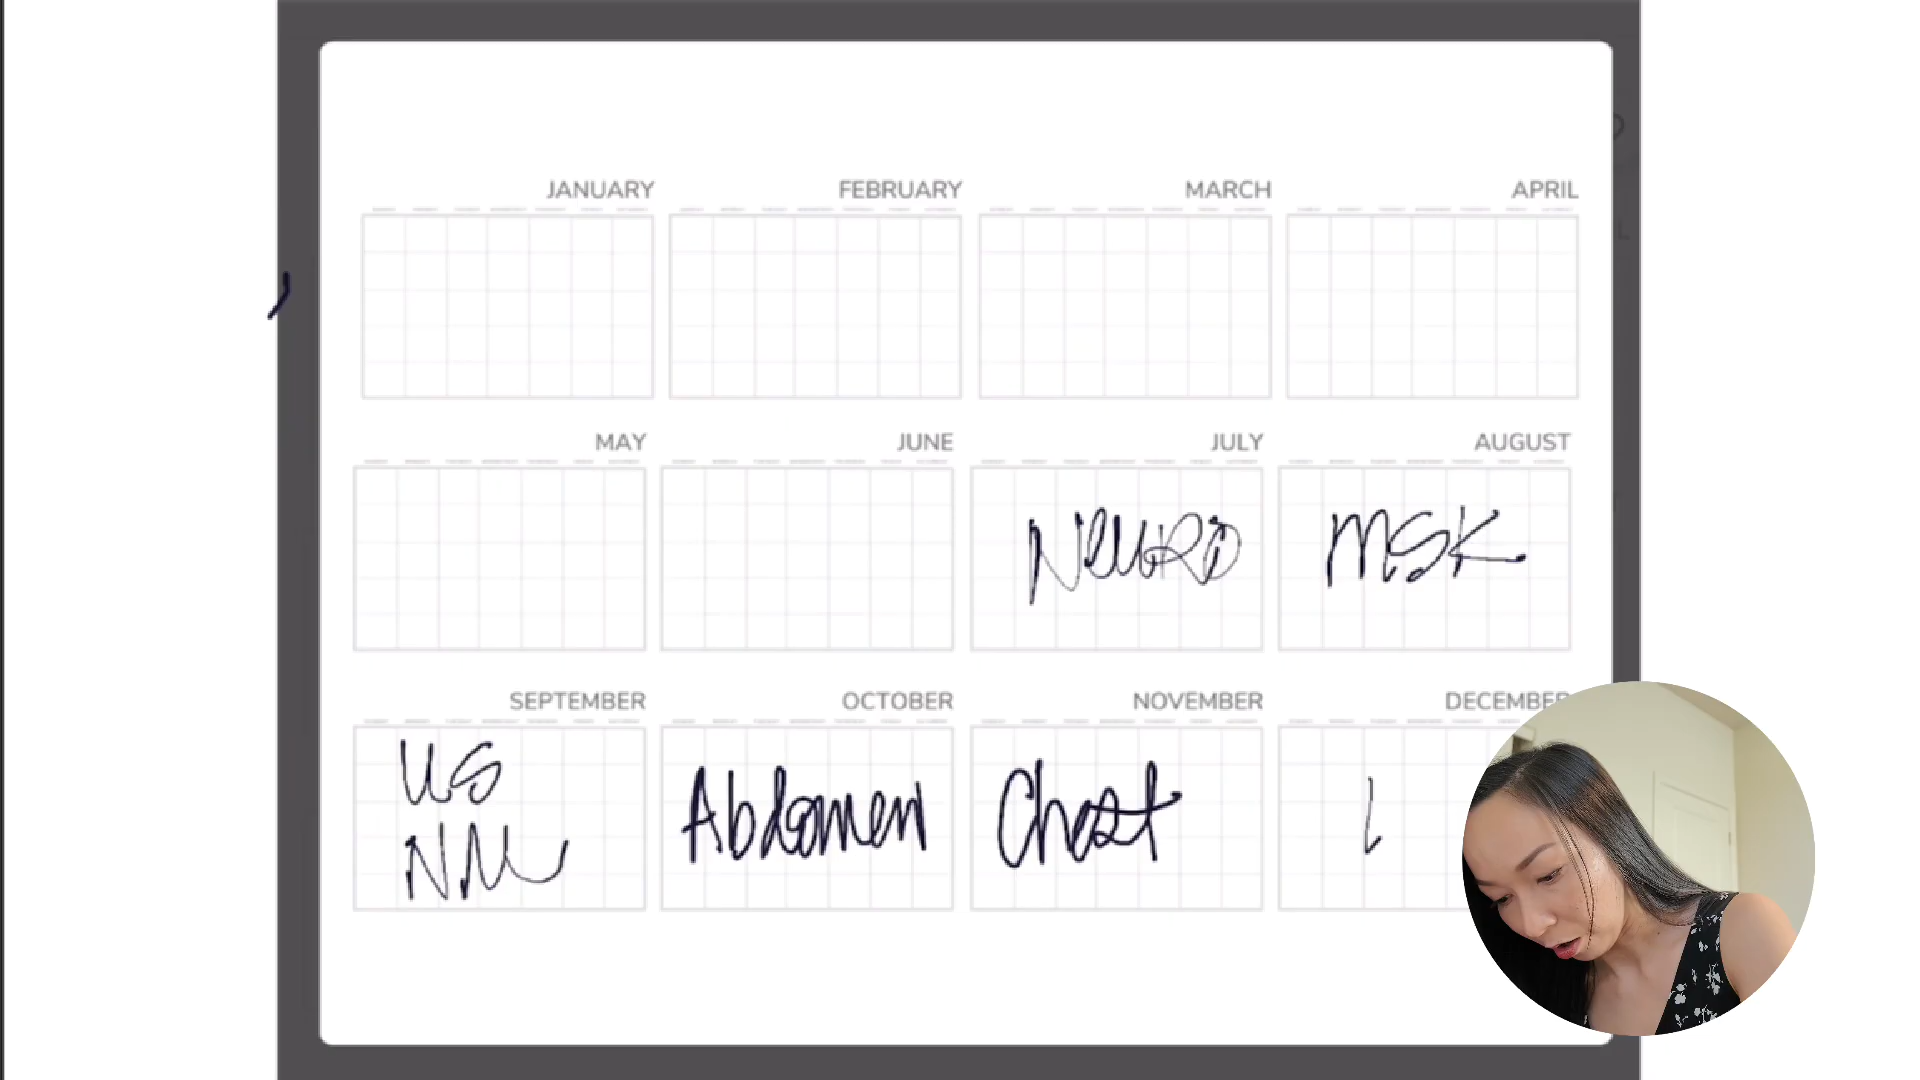 JANUARY FEBRUARY MARCH APRIL
MAY JUNE JULY AUGUST
NEURO MSK
SEPTEMBER OCTOBER NOVEMBER DECEMBER
US
NM Abdomen Chest